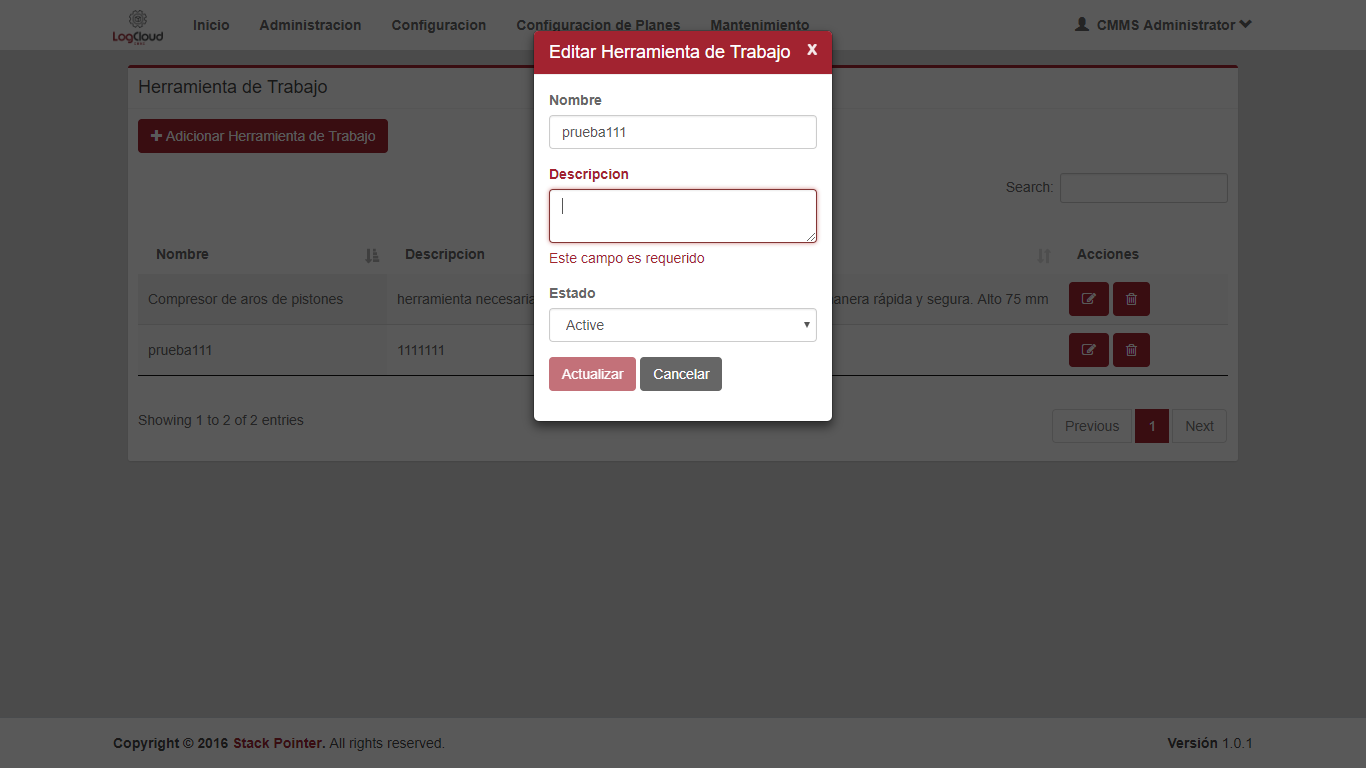 LogCloud
Inicio Administracion Configuracion Configuracion de Planes Mantenimiento CMMS Administrator
Editar Herramienta de Trabajo x
Herramienta de Trabajo
Nombre
prueba111
+ Adicionar Herramienta de Trabajo
Descripcion
Search:
Este campo es requerido
Nombre Descripcion Acciones
Estado
Compresor de aros de pistones herramienta necesaria anera rápida y segura. Alto 75 mm
Active
prueba111 1111111
Actualizar Cancelar
Showing 1 to 2 of 2 entries
Previous 1 Next
Copyright © 2016 Stack Pointer. All rights reserved. Versión 1.0.1